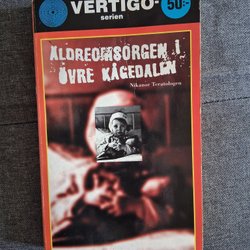 VERTIGO-
serien
50:-
ÄLDREOMSORGEN I
ÖVRE KÅGEDALEN
Nikanor Teratologen